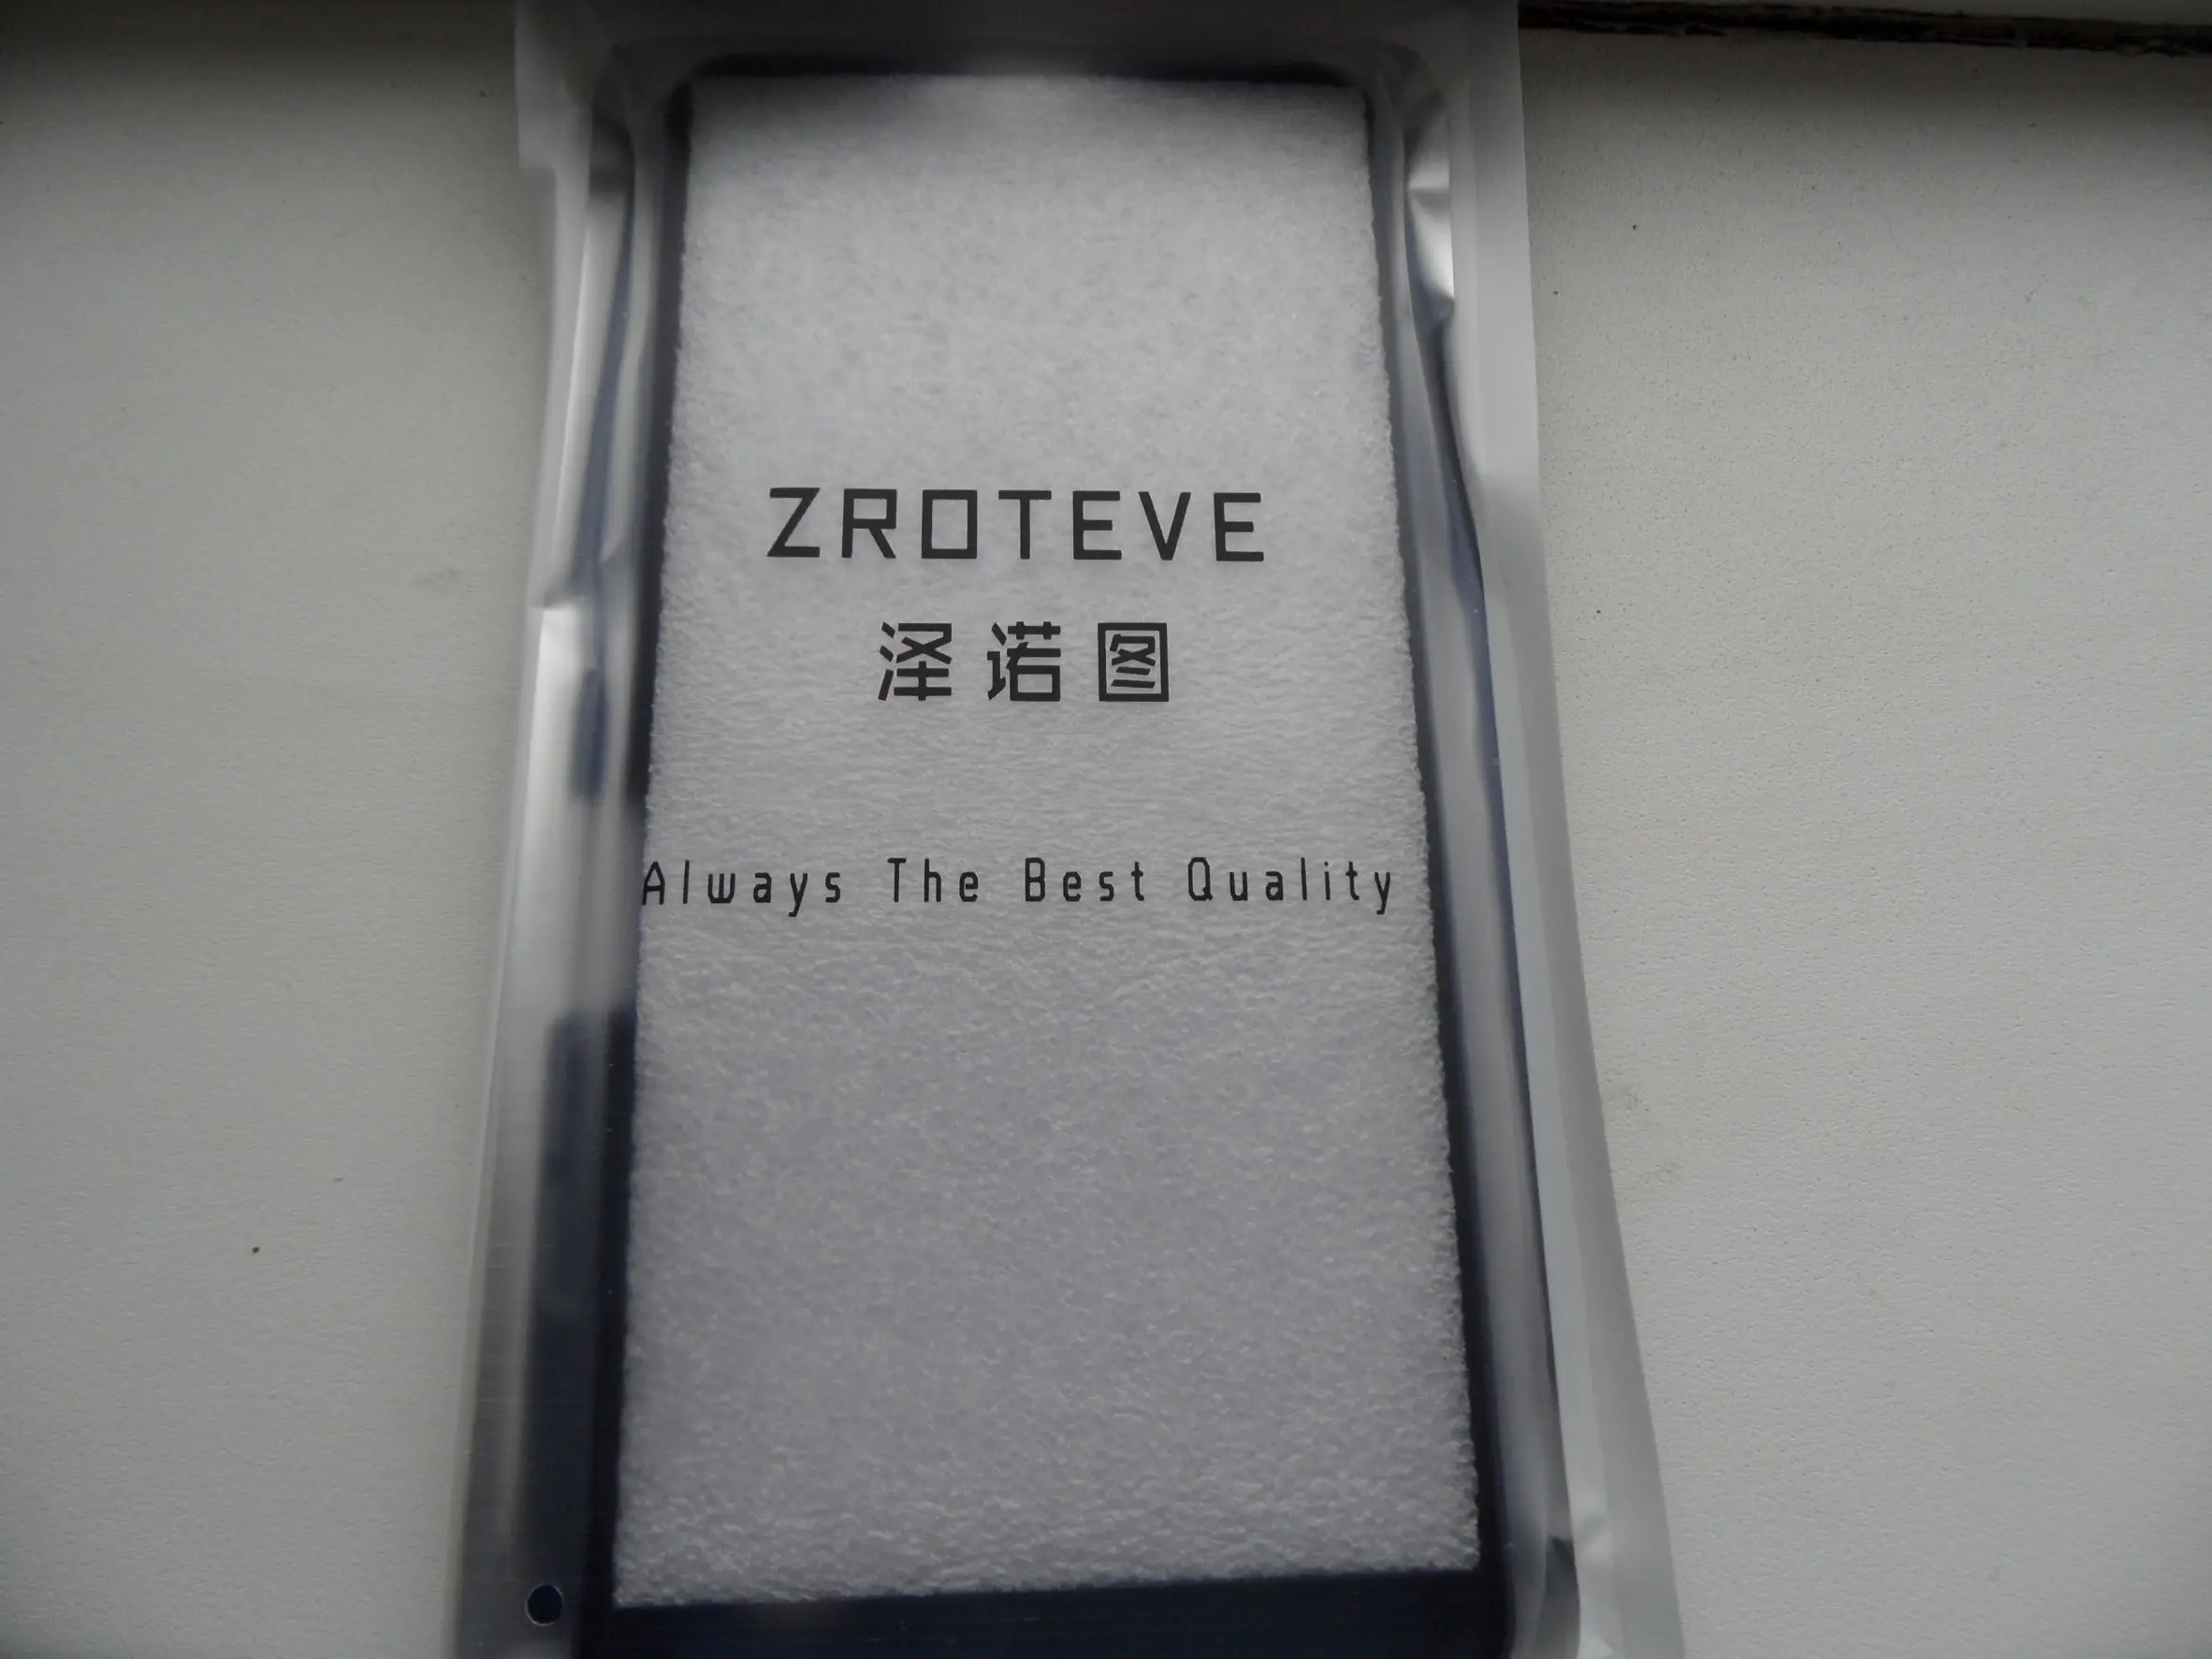 ZROTEVE
泽诺图
Always The Best Quality